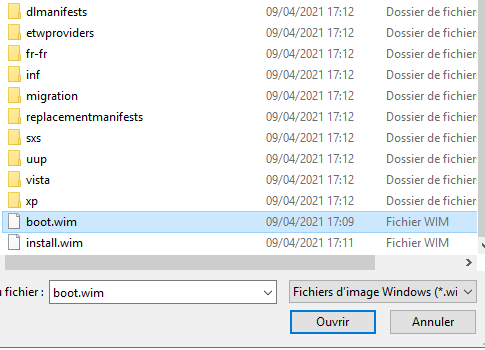 dlmanifests 09/04/2021 17:12 Dossier de fichiers
etwproviders 09/04/2021 17:12 Dossier de fichier
fr-fr 09/04/2021 17:12 Dossier de fichier
inf 09/04/2021 17:12 Dossier de fichier
migration 09/04/2021 17:12 Dossier de fichier
replacementmanifests 09/04/2021 17:12 Dossier de fichier
sxs 09/04/2021 17:12 Dossier de fichier
uup 09/04/2021 17:12 Dossier de fichier
vista 09/04/2021 17:12 Dossier de fichier
xp 09/04/2021 17:12 Dossier de fichier
boot.wim 09/04/2021 17:09 Fichier WIM
install.wim 09/04/2021 17:11 Fichier WIM
u fichier : boot.wim Fichiers d'image Windows (*.wi
Ouvrir Annuler